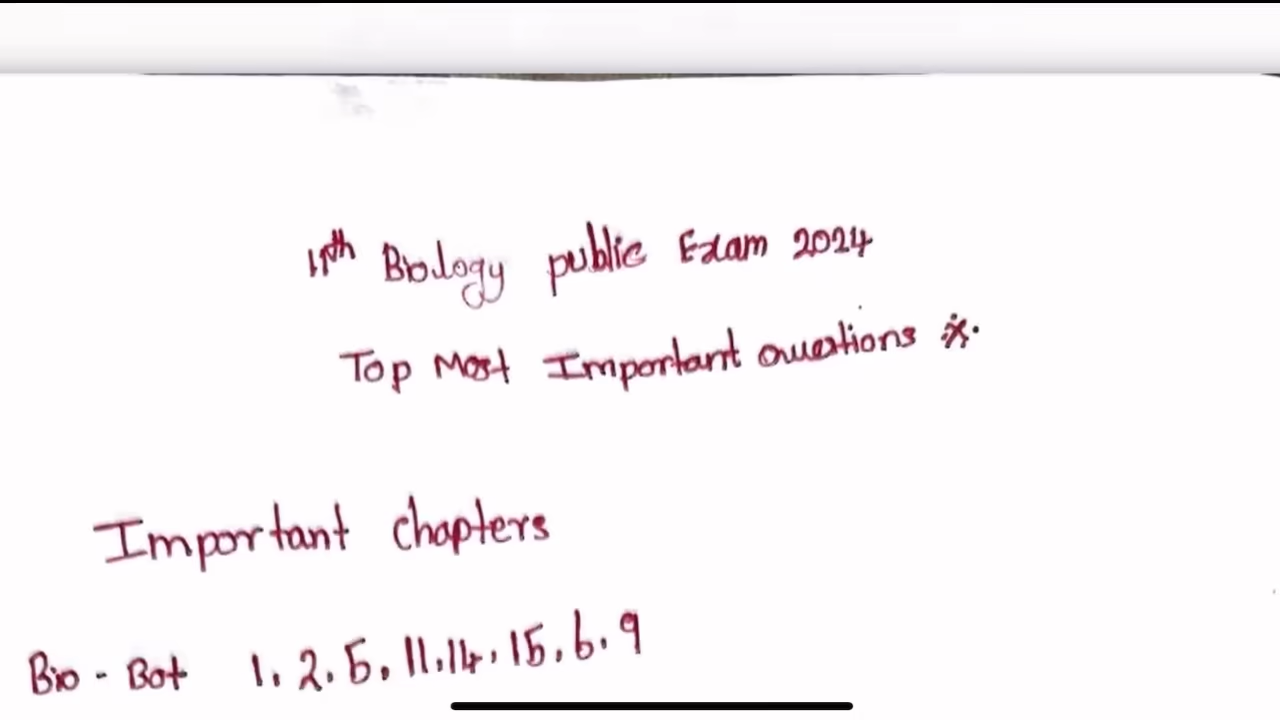 11th Biology public Exam 2024
Top Most Important Questions ※.
Important chapters
Bio - Bot 1. 2. 5. 11. 14. 15. 6. 9